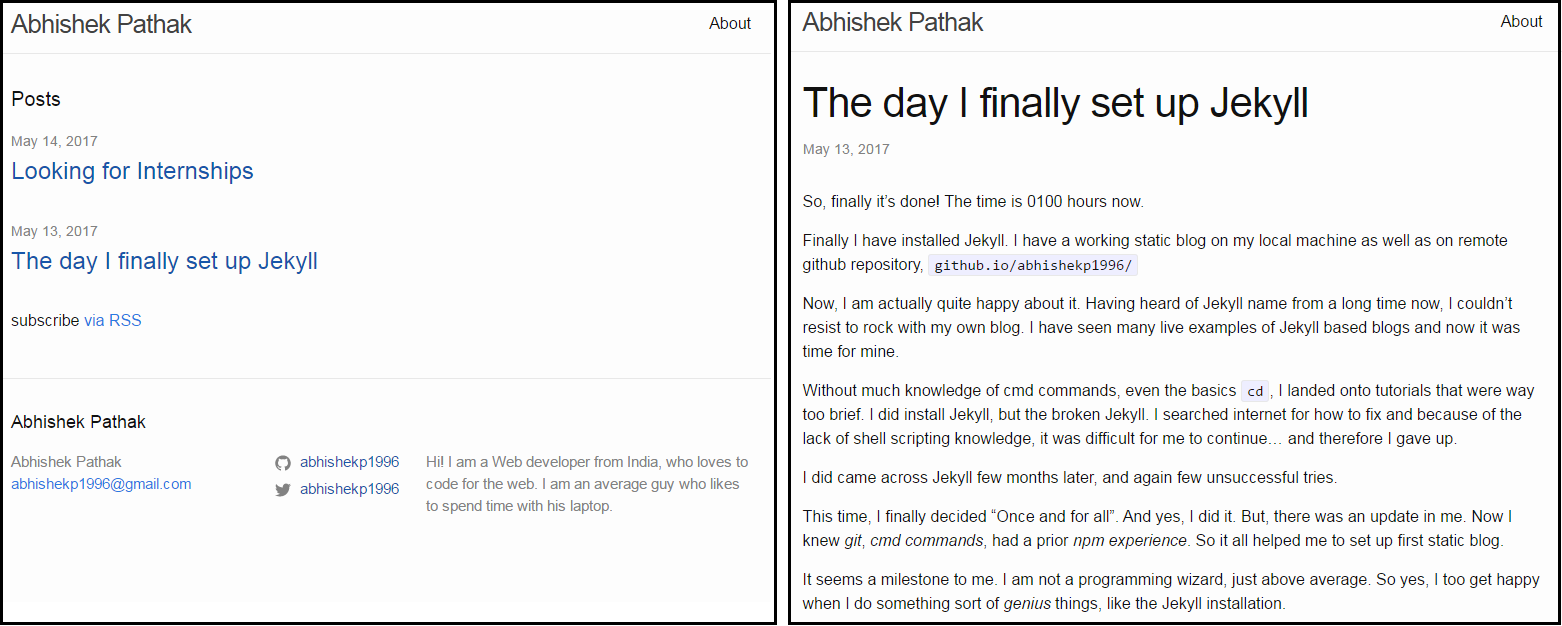 Abhishek Pathak
About
Posts
May 14, 2017
Looking for Internships
May 13, 2017
The day I finally set up Jekyll
subscribe via RSS
Abhishek Pathak
Abhishek Pathak
abhishekp1996@gmail.com
abhishekp1996
abhishekp1996
Hi! I am a Web developer from India, who loves to
code for the web. I am an average guy who likes
to spend time with his laptop.
Abhishek Pathak
About
The day I finally set up Jekyll
May 13, 2017
So, finally it’s done! The time is 0100 hours now.
Finally I have installed Jekyll. I have a working static blog on my local machine as well as on remote
github repository, github.io/abhishekp1996/
Now, I am actually quite happy about it. Having heard of Jekyll name from a long time now, I couldn’t
resist to rock with my own blog. I have seen many live examples of Jekyll based blogs and now it was
time for mine.
Without much knowledge of cmd commands, even the basics cd, I landed onto tutorials that were way
too brief. I did install Jekyll, but the broken Jekyll. I searched internet for how to fix and because of the
lack of shell scripting knowledge, it was difficult for me to continue… and therefore I gave up.
I did came across Jekyll few months later, and again few unsuccessful tries.
This time, I finally decided “Once and for all”. And yes, I did it. But, there was an update in me. Now I
knew git, cmd commands, had a prior npm experience. So it all helped me to set up first static blog.
It seems a milestone to me. I am not a programming wizard, just above average. So yes, I too get happy
when I do something sort of genius things, like the Jekyll installation.